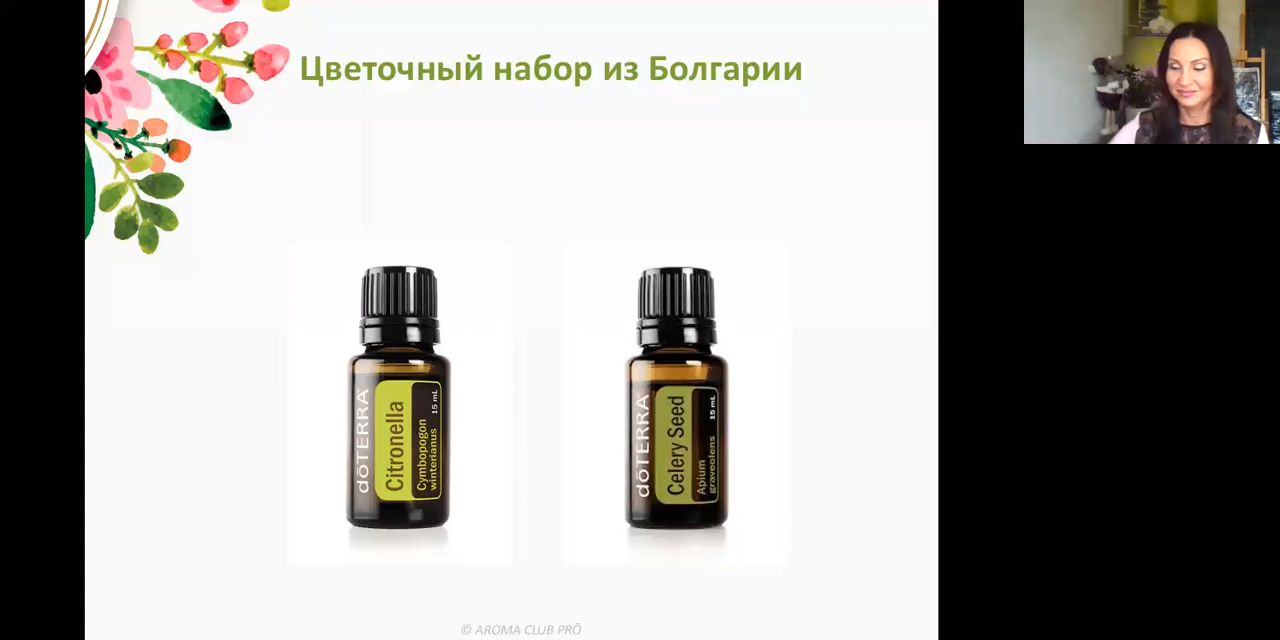 Цветочный набор из Болгарии
dōTERRA
Citronella
Cymbopogon
winterianus 15 mL
dōTERRA
Celery Seed
Apium
graveolens 15 mL
© AROMA CLUB PRŌ